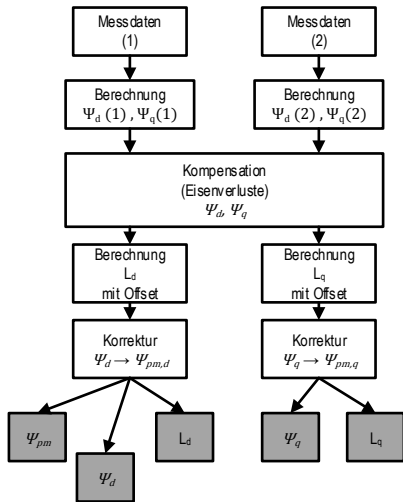 Messdaten
(1)
Messdaten
(2)
Berechnung
Ψd (1) , Ψq(1)
Berechnung
Ψd (2) , Ψq(2)
Kompensation
(Eisenverluste)
Ψd, Ψq
Berechnung
Ld
mit Offset
Berechnung
Lq
mit Offset
Korrektur
Ψd → Ψpm,d
Korrektur
Ψq → Ψpm,q
Ψpm
Ψd
Ld
Ψq
Lq